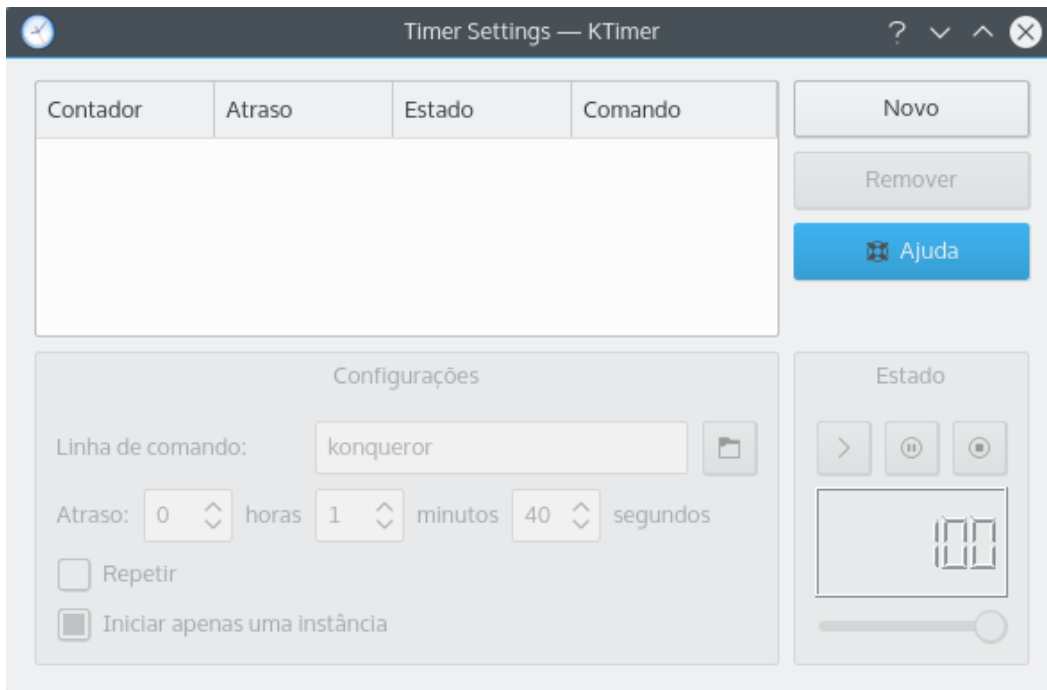 Timer Settings — KTimer
Contador Atraso Estado Comando
Novo
Remover
Ajuda
Configurações
Linha de comando: konqueror
Atraso: 0 horas 1 minutos 40 segundos
Repetir
Iniciar apenas uma instância
Estado
100